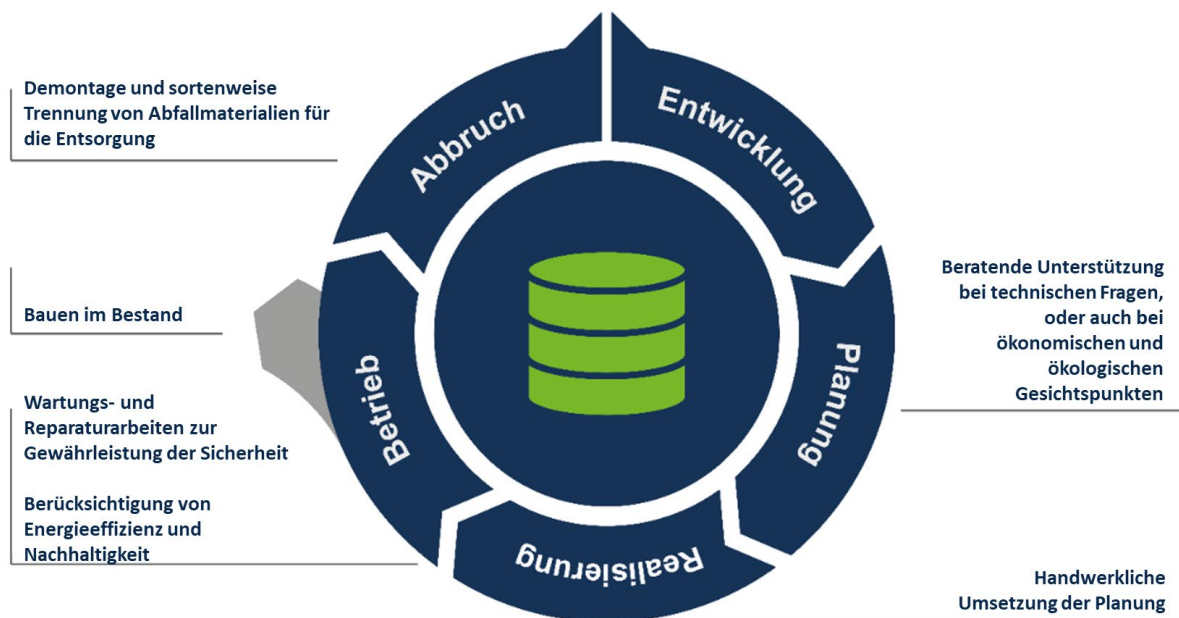 Demontage und sortenweise
Trennung von Abfallmaterialien für
die Entsorgung
Bauen im Bestand
Wartungs- und
Reparaturarbeiten zur
Gewährleistung der Sicherheit
Berücksichtigung von
Energieeffizienz und
Nachhaltigkeit
Abbruch
Entwicklung
Planung
Realisierung
Betrieb
Beratende Unterstützung
bei technischen Fragen,
oder auch bei
ökonomischen und
ökologischen
Gesichtspunkten
Handwerkliche
Umsetzung der Planung